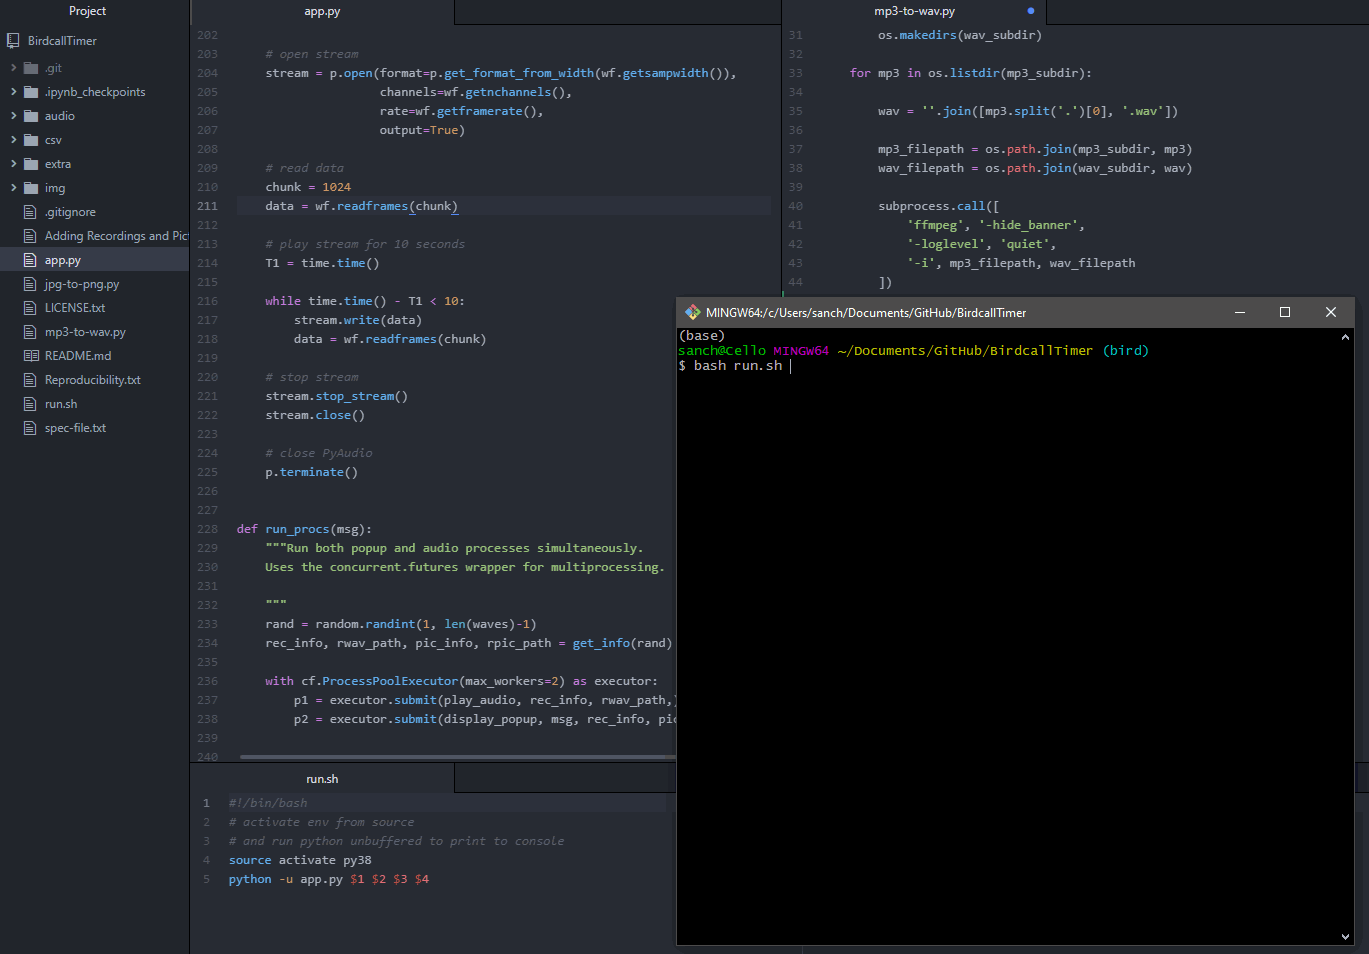 Project
BirdcallTimer
.git
.ipynb_checkpoints
audio
csv
extra
img
.gitignore
Adding Recordings and Pic
app.py
jpg-to-png.py
LICENSE.txt
mp3-to-wav.py
README.md
Reproducibility.txt
run.sh
spec-file.txt
app.py
202
203 # open stream
204 stream = p.open(format=p.get_format_from_width(wf.getsampwidth()),
205 channels=wf.getnchannels(),
206 rate=wf.getframerate(),
207 output=True)
208
209 # read data
210 chunk = 1024
211 data = wf.readframes(chunk)
212
213 # play stream for 10 seconds
214 T1 = time.time()
215
216 while time.time() - T1 < 10:
217 stream.write(data)
218 data = wf.readframes(chunk)
219
220 # stop stream
221 stream.stop_stream()
222 stream.close()
223
224 # close PyAudio
225 p.terminate()
226
227
228 def run_procs(msg):
229 """Run both popup and audio processes simultaneously.
230 Uses the concurrent.futures wrapper for multiprocessing.
231
232 """
233 rand = random.randint(1, len(waves)-1)
234 rec_info, rwav_path, pic_info, rpic_path = get_info(rand)
235
236 with cf.ProcessPoolExecutor(max_workers=2) as executor:
237 p1 = executor.submit(play_audio, rec_info, rwav_path,)
238 p2 = executor.submit(display_popup, msg, rec_info, pic
239
240
mp3-to-wav.py
31 os.makedirs(wav_subdir)
32
33 for mp3 in os.listdir(mp3_subdir):
34
35 wav = ''.join([mp3.split('.')[0], '.wav'])
36
37 mp3_filepath = os.path.join(mp3_subdir, mp3)
38 wav_filepath = os.path.join(wav_subdir, wav)
39
40 subprocess.call([
41 'ffmpeg', '-hide_banner',
42 '-loglevel', 'quiet',
43 '-i', mp3_filepath, wav_filepath
44 ])
MINGW64:/c/Users/sanch/Documents/GitHub/BirdcallTimer
(base)
sanch@Cello MINGW64 ~/Documents/GitHub/BirdcallTimer (bird)
$ bash run.sh
run.sh
1 #!/bin/bash
2 # activate env from source
3 # and run python unbuffered to print to console
4 source activate py38
5 python -u app.py $1 $2 $3 $4